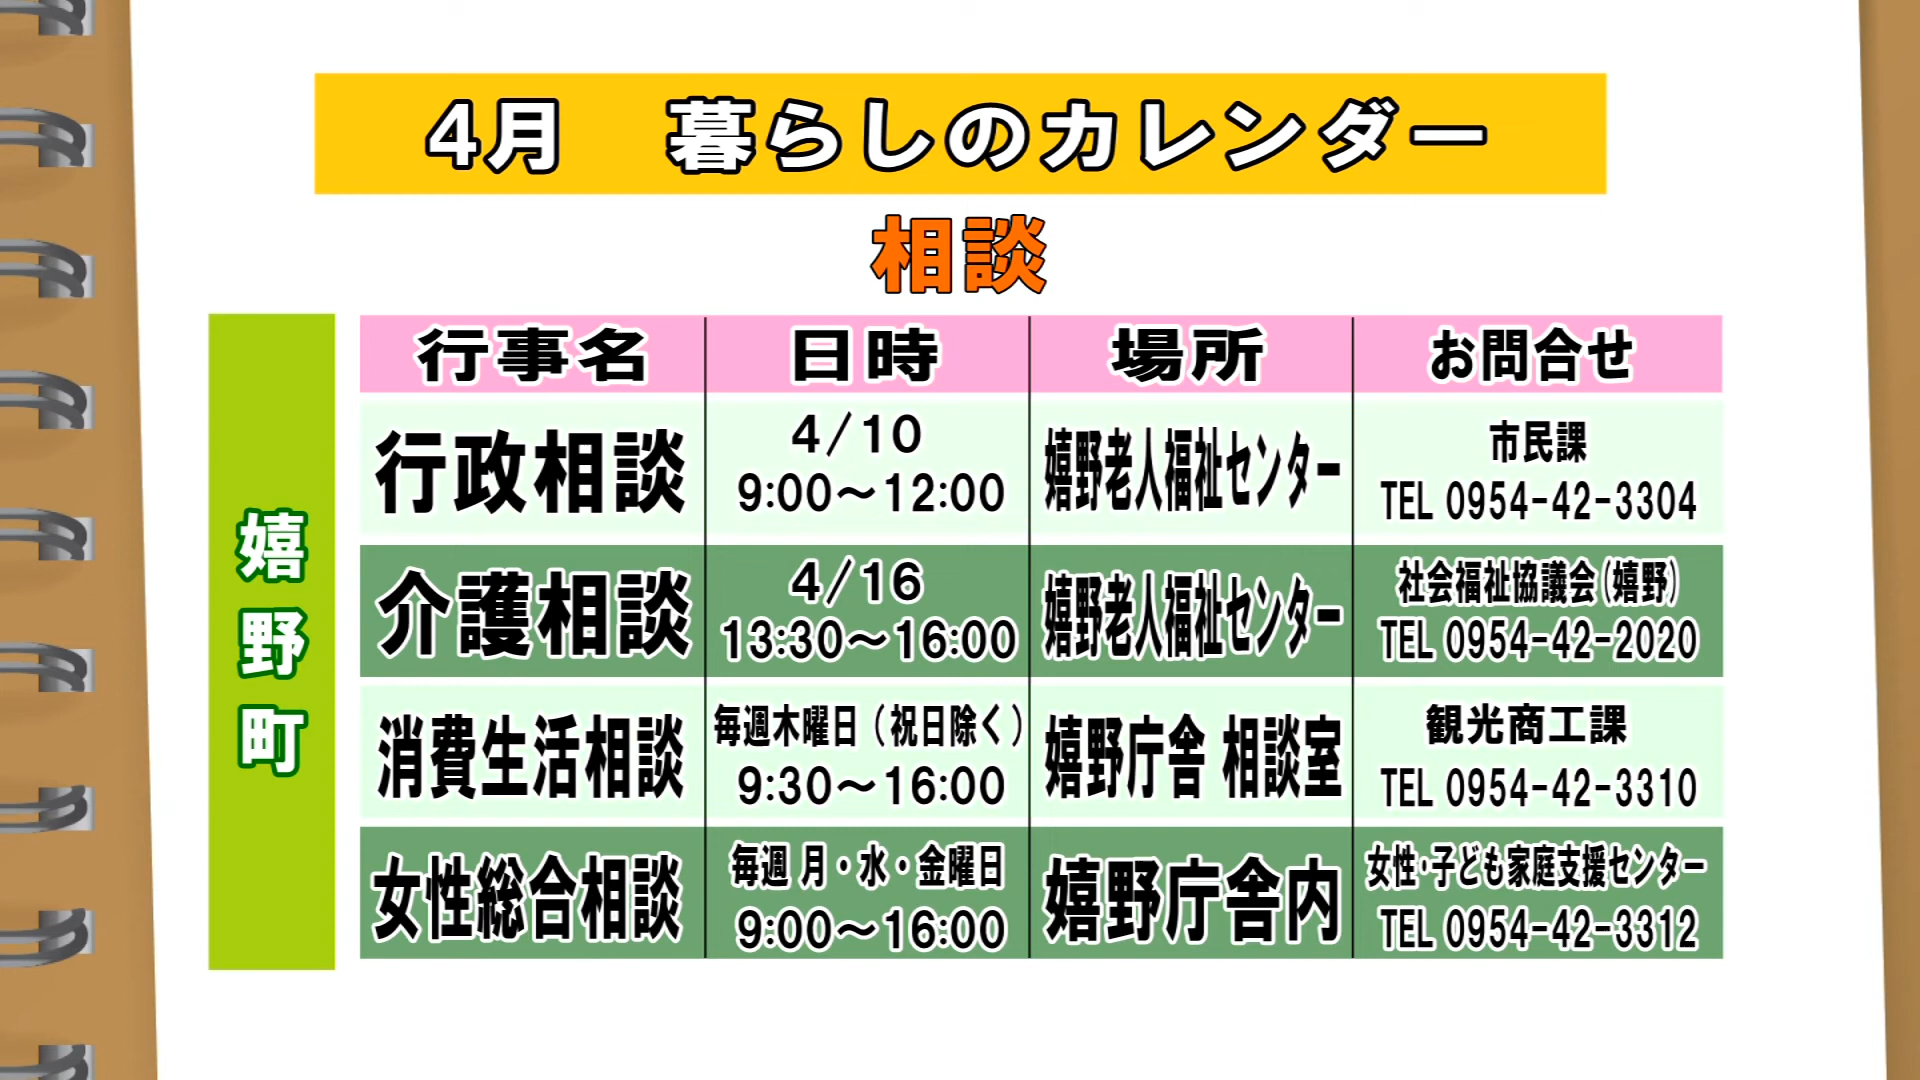 4月　暮らしのカレンダー
相談
嬉野町
行事名 日時 場所 お問合せ
行政相談 4/10 9:00～12:00 嬉野老人福祉センター 市民課 TEL 0954-42-3304
介護相談 4/16 13:30～16:00 嬉野老人福祉センター 社会福祉協議会(嬉野) TEL 0954-42-2020
消費生活相談 毎週木曜日（祝日除く） 9:30～16:00 嬉野庁舎 相談室 観光商工課 TEL 0954-42-3310
女性総合相談 毎週 月・水・金曜日 9:00～16:00 嬉野庁舎内 女性・子ども家庭支援センター TEL 0954-42-3312